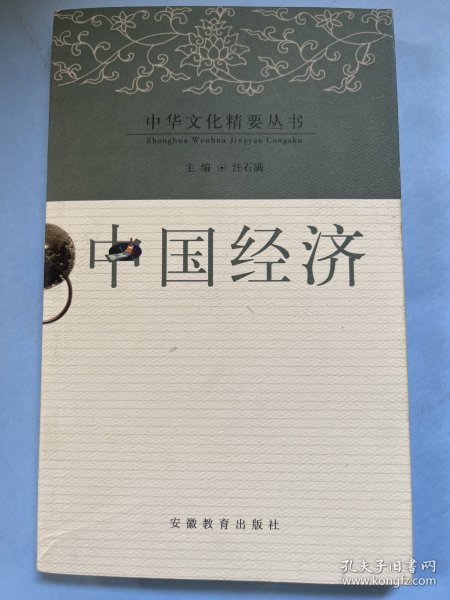 中华文化精要丛书
Zhonghua Wenhua Jingyao Congshu
主编 ⊙ 汪石满
中国经济
安徽教育出版社
孔夫子旧书网
www.kongfz.com